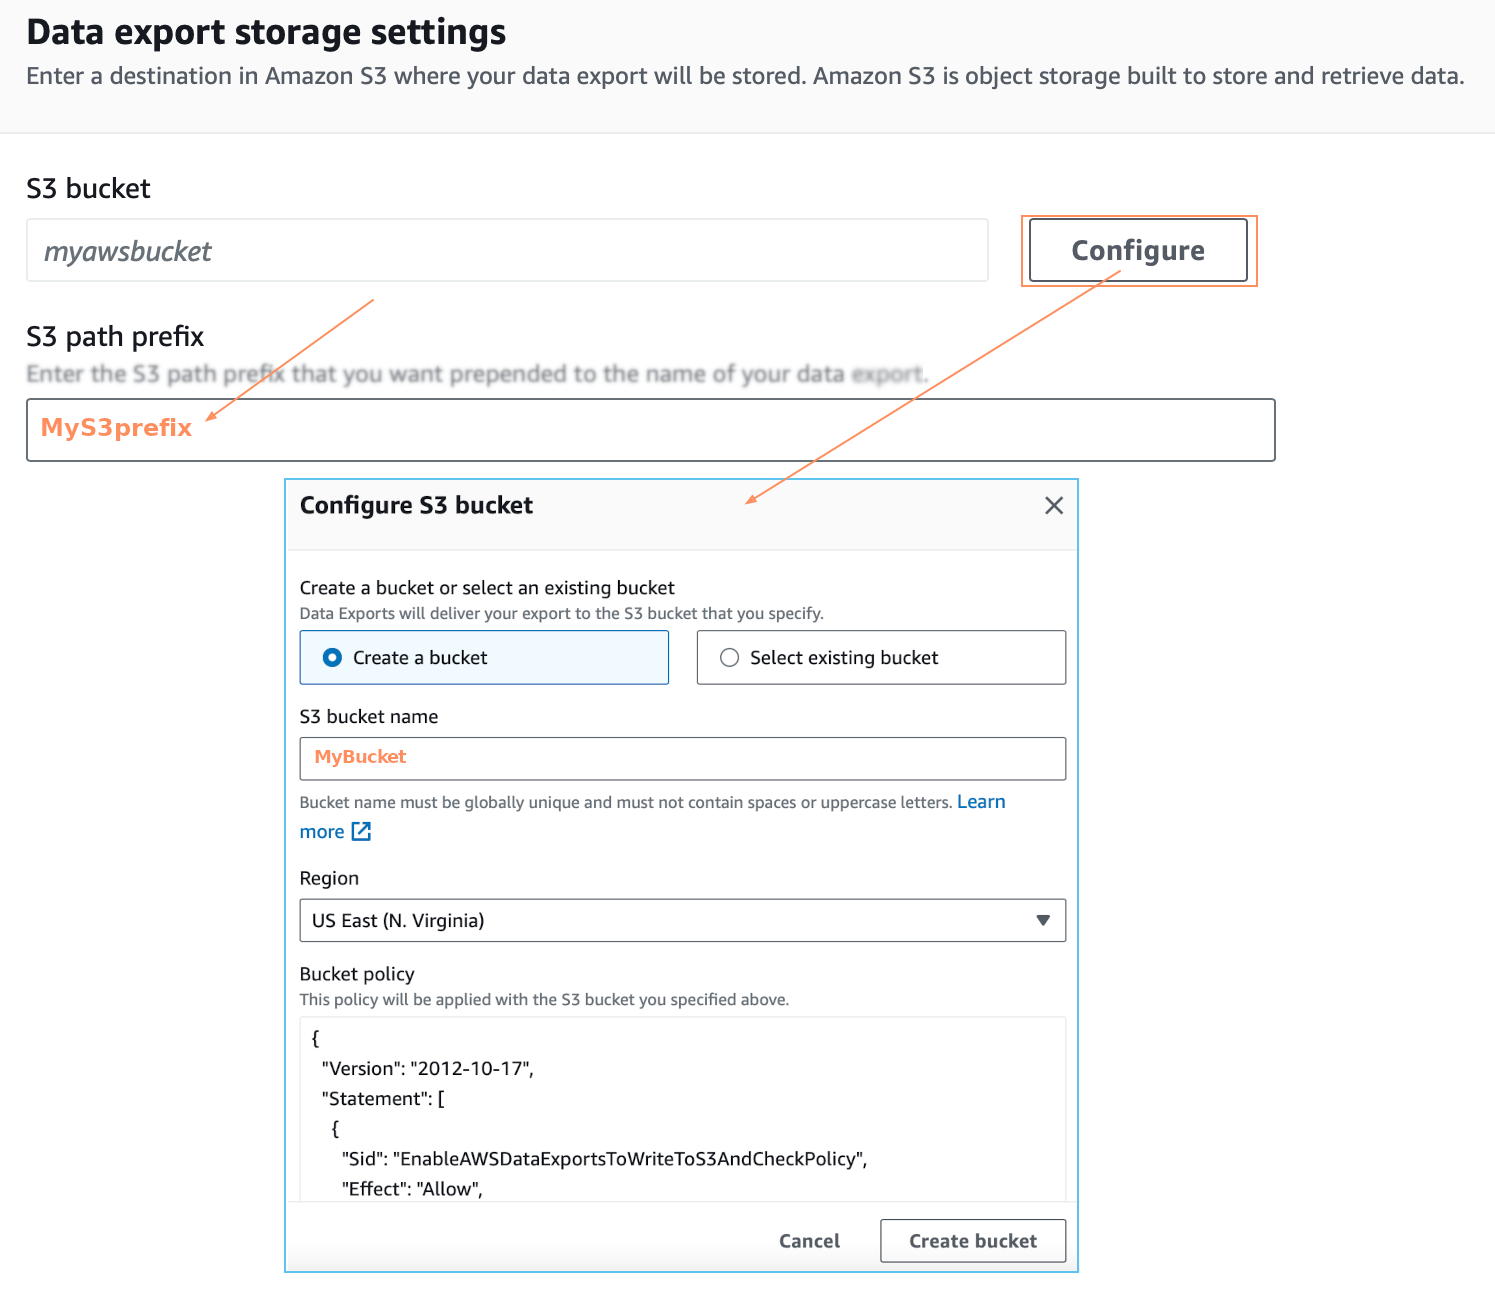 Data export storage settings
Enter a destination in Amazon S3 where your data export will be stored. Amazon S3 is object storage built to store and retrieve data.
S3 bucket
myawsbucket
Configure
S3 path prefix
Enter the S3 path prefix that you want prepended to the name of your data export.
MyS3prefix
Configure S3 bucket
Create a bucket or select an existing bucket
Data Exports will deliver your export to the S3 bucket that you specify.
Create a bucket
Select existing bucket
S3 bucket name
MyBucket
Bucket name must be globally unique and must not contain spaces or uppercase letters. Learn
more
Region
US East (N. Virginia)
Bucket policy
This policy will be applied with the S3 bucket you specified above.
{
"Version": "2012-10-17",
"Statement": [
{
"Sid": "EnableAWSDataExportsToWriteToS3AndCheckPolicy",
"Effect": "Allow",
Cancel
Create bucket